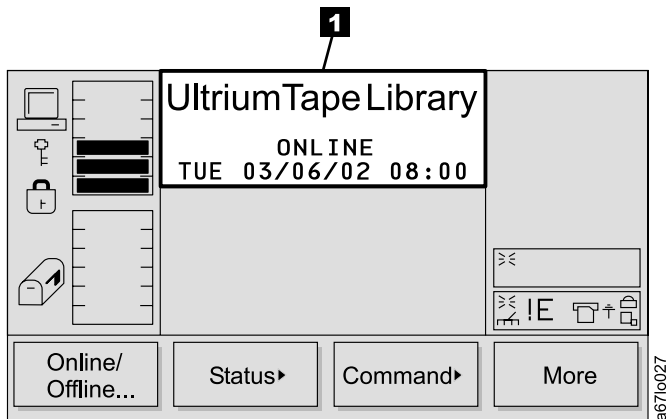 1
UltriumTape Library
ONLINE
TUE 03/06/02 08:00
!E
Online/
Offline...
Status▸
Command▸
More
a67lo027